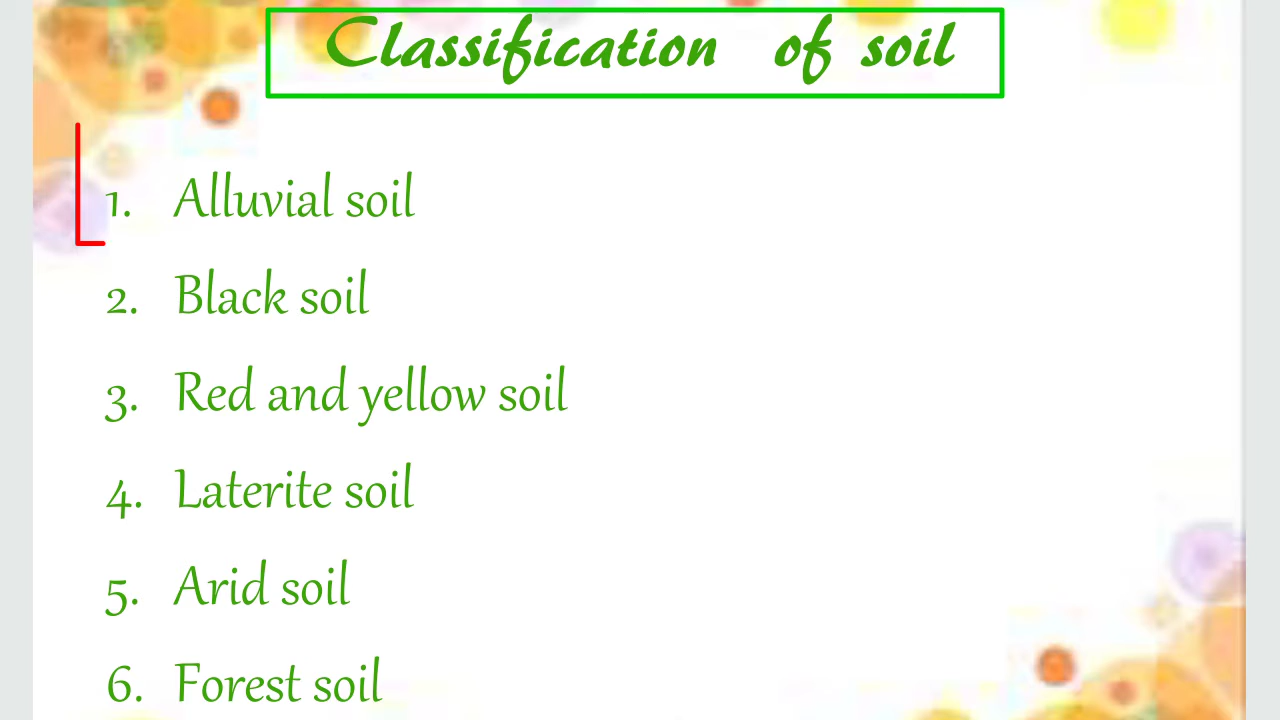 Classification of soil
1. Alluvial soil
2. Black soil
3. Red and yellow soil
4. Laterite soil
5. Arid soil
6. Forest soil